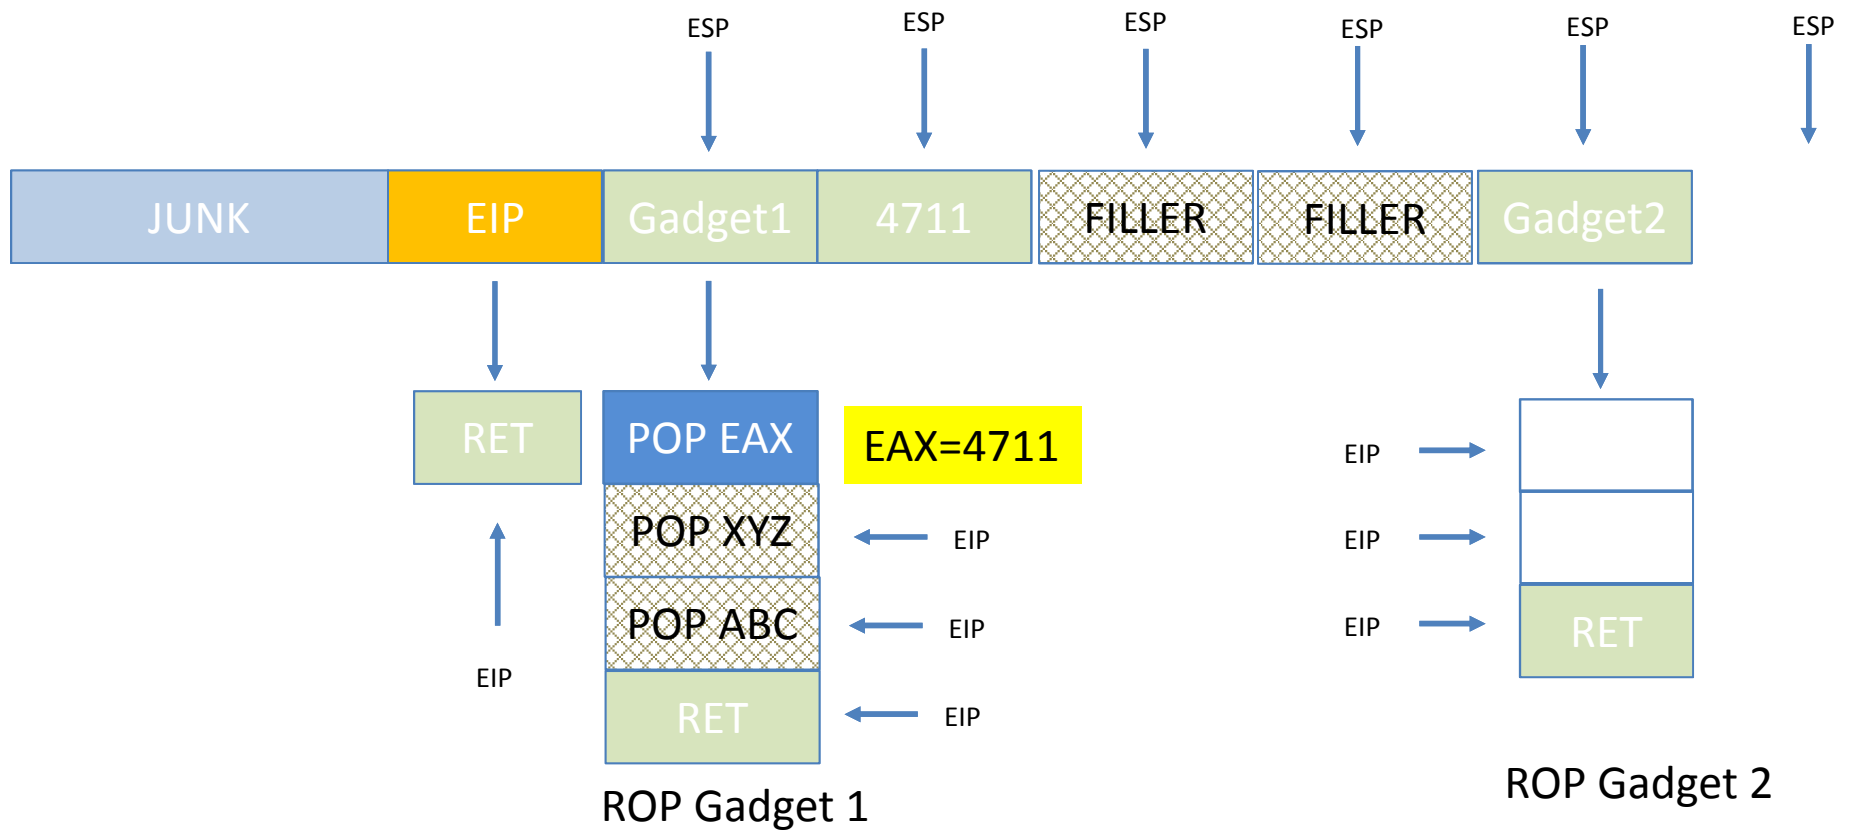 ESP ESP ESP ESP ESP ESP
JUNK EIP Gadget1 4711 FILLER FILLER Gadget2
RET POP EAX EAX=4711 EIP
POP XYZ EIP EIP
POP ABC EIP EIP RET
EIP
RET EIP
ROP Gadget 1 ROP Gadget 2